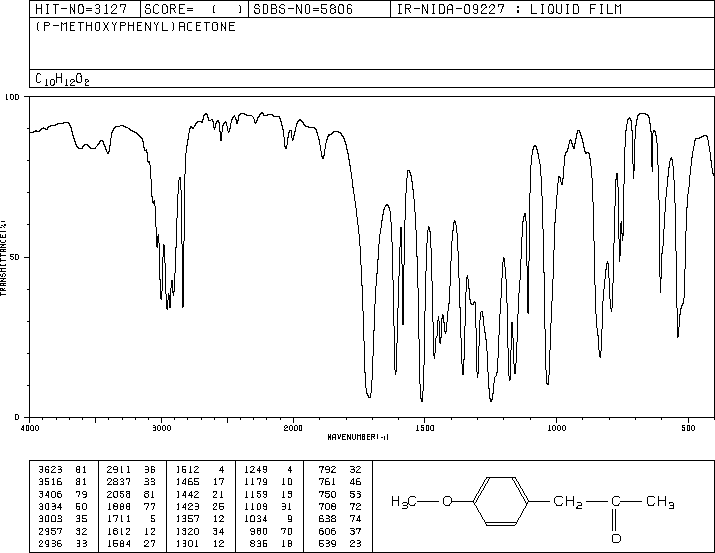 HIT-NO=3127 SCORE= ( ) SDBS-NO=5806 IR-NIDA-09227 : LIQUID FILM
(P-METHOXYPHENYL)ACETONE
C10H12O2
100
TRANSMITTANCE(%)
50
0
4000 3000 2000 1500 1000 500
WAVENUMBER(-1)
3623 81 2911 36 1612 4 1249 4 792 32
3516 81 2837 33 1465 17 1179 10 761 46
3406 79 2058 81 1442 21 1159 13 750 53
3034 50 1888 77 1423 25 1109 31 708 72
3003 35 1711 5 1357 12 1034 9 638 74
2957 32 1612 12 1320 34 980 70 606 37
2936 33 1584 27 1301 12 836 18 539 23
H3C O CH2 C CH3
O